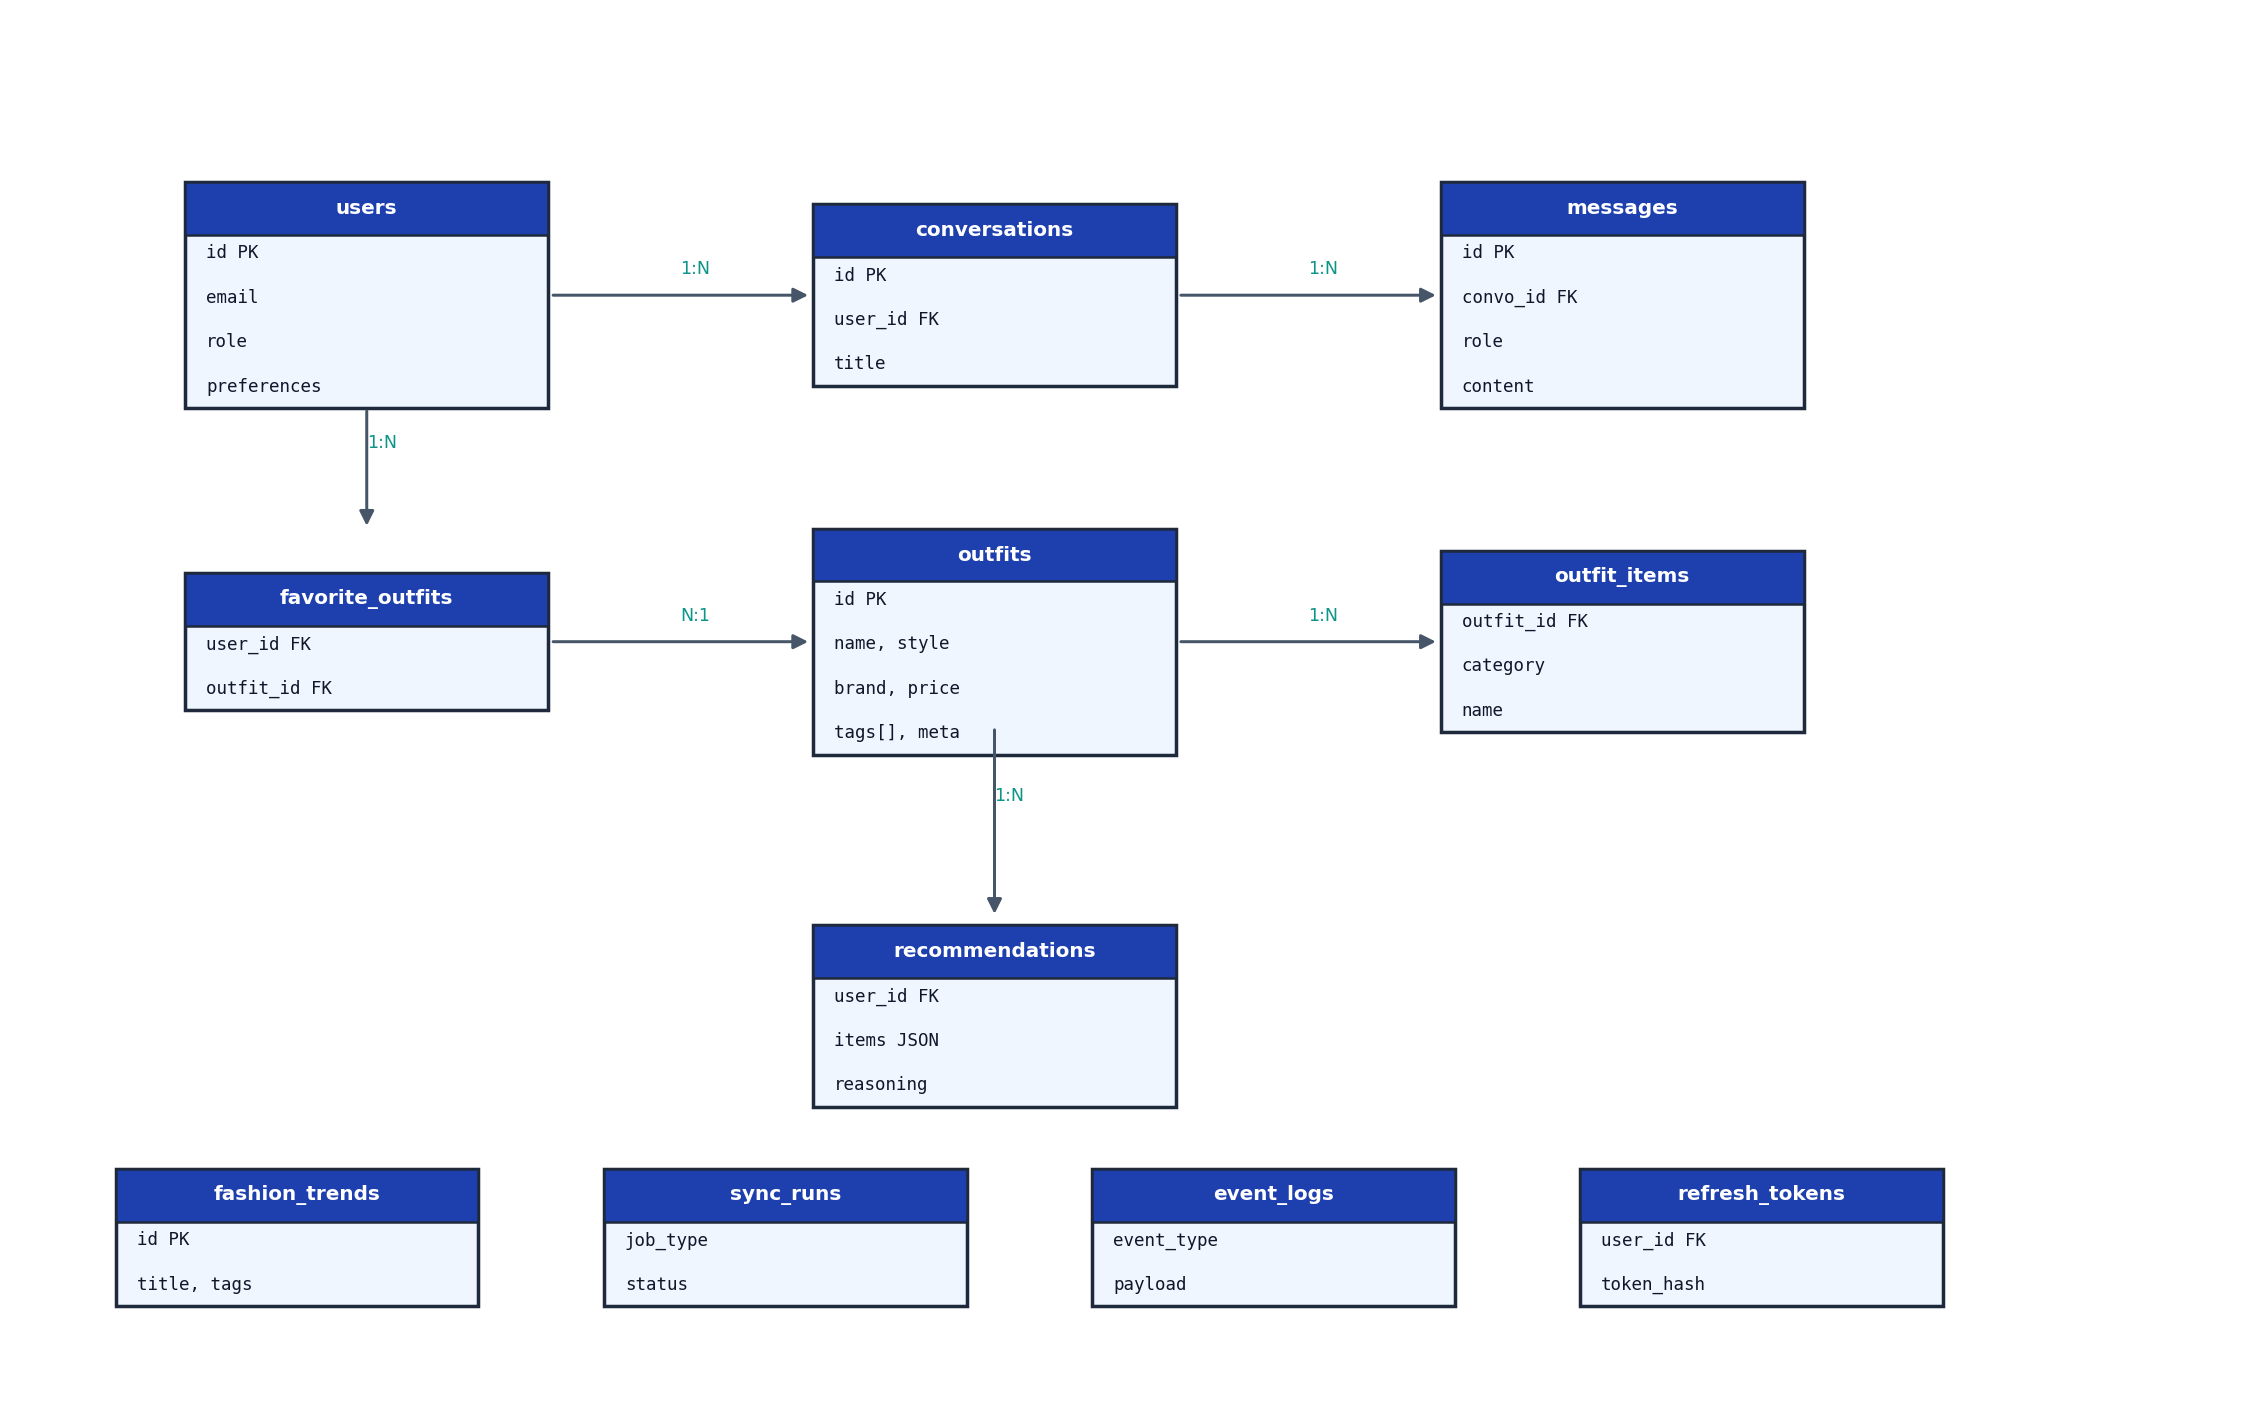 users
id PK
email
role
preferences
1:N
conversations
id PK
user_id FK
title
1:N
messages
id PK
convo_id FK
role
content
1:N
favorite_outfits
user_id FK
outfit_id FK
N:1
outfits
id PK
name, style
brand, price
tags[], meta
1:N
outfit_items
outfit_id FK
category
name
1:N
recommendations
user_id FK
items JSON
reasoning
fashion_trends
id PK
title, tags
sync_runs
job_type
status
event_logs
event_type
payload
refresh_tokens
user_id FK
token_hash